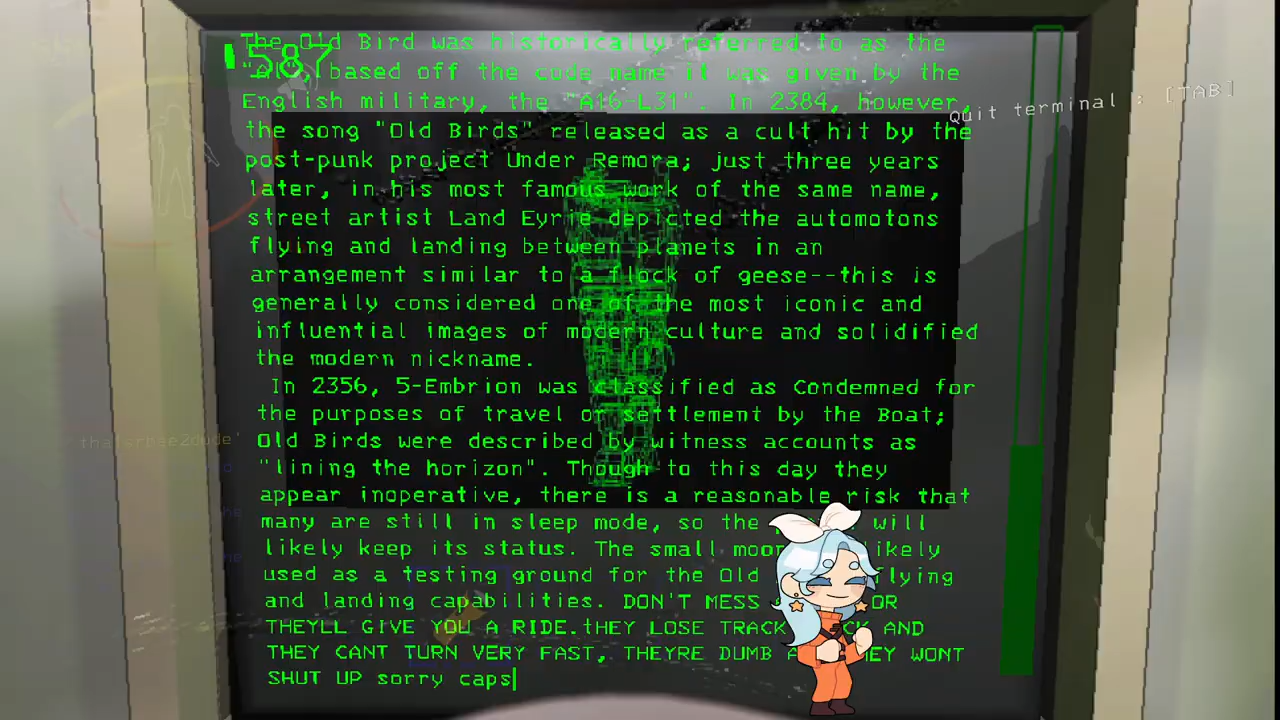 The Old Bird was historically referred to as the
'587
"AL", based off the code name it was given by the
English military, the "A16-L31". In 2384, however,
Quit terminal : [TAB]
the song "Old Birds" released as a cult hit by the
post-punk project Under Remora; just three years
later, in his most famous work of the same name,
street artist Land Eyrie depicted the automotons
flying and landing between planets in an
arrangement similar to a flock of geese--this is
generally considered one of the most iconic and
influential images of modern culture and solidified
the modern nickname.
In 2356, 5-Embrion was classified as Condemned for
the purposes of travel or settlement by the Boat;
Old Birds were described by witness accounts as
"lining the horizon". Though to this day they
appear inoperative, there is a reasonable risk that
many are still in sleep mode, so the will
likely keep its status. The small likely
used as a testing ground for the Old flying
and landing capabilities. DON'T MESS OR
THEYLL GIVE YOU A RIDE.tHEY LOSE TRACK AND
THEY CANT TURN VERY FAST, THEYRE DUMB WONT
SHUT UP sorry caps